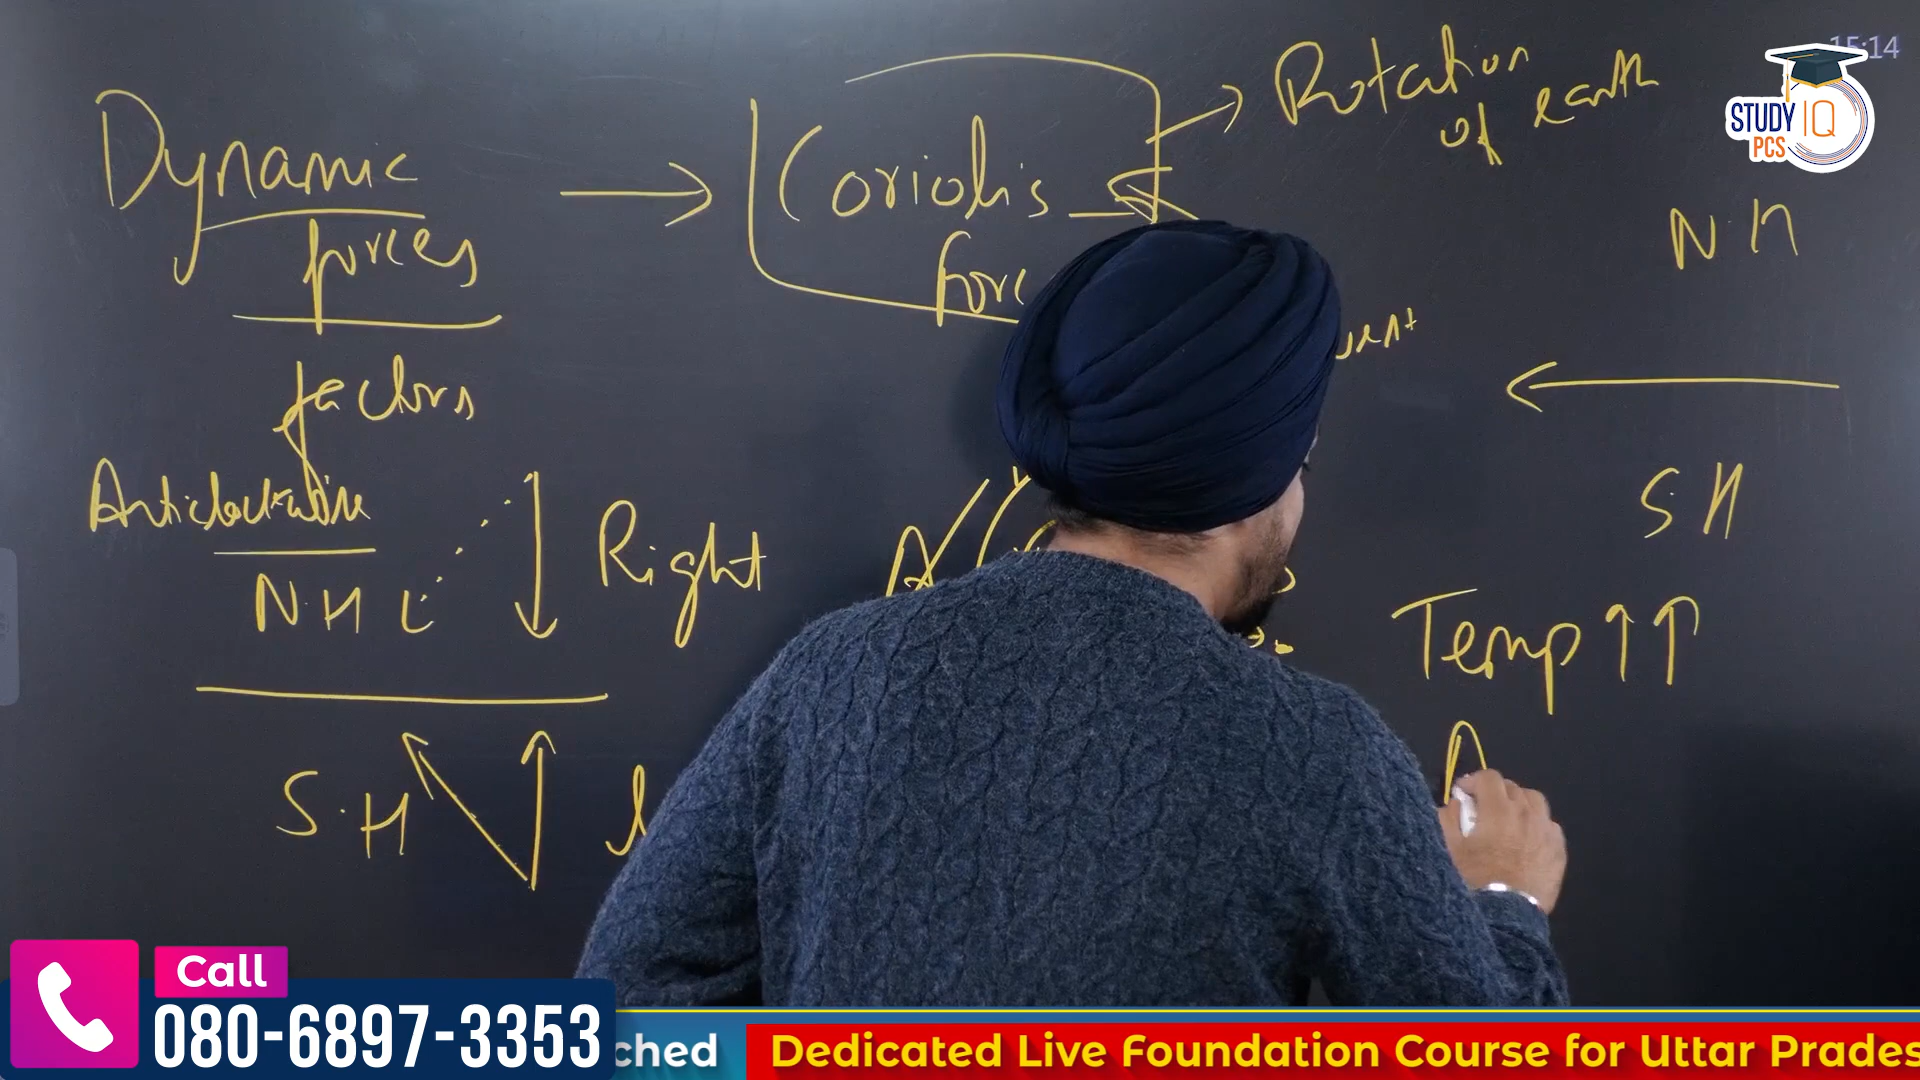 15:14
STUDY IQ
PCS
Dynamic
forces
factors
Coriolis
Rotation
of earth
N.H
S.H
Anticlockwise
N.H
Right
S.H
Temp ↑↑
Call
080-6897-3353
ched
Dedicated Live Foundation Course for Uttar Prades